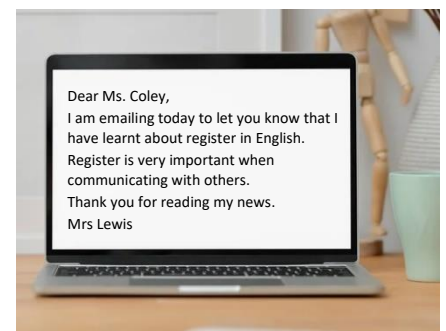 Dear Ms. Coley,
I am emailing today to let you know that I
have learnt about register in English.
Register is very important when
communicating with others.
Thank you for reading my news.
Mrs Lewis